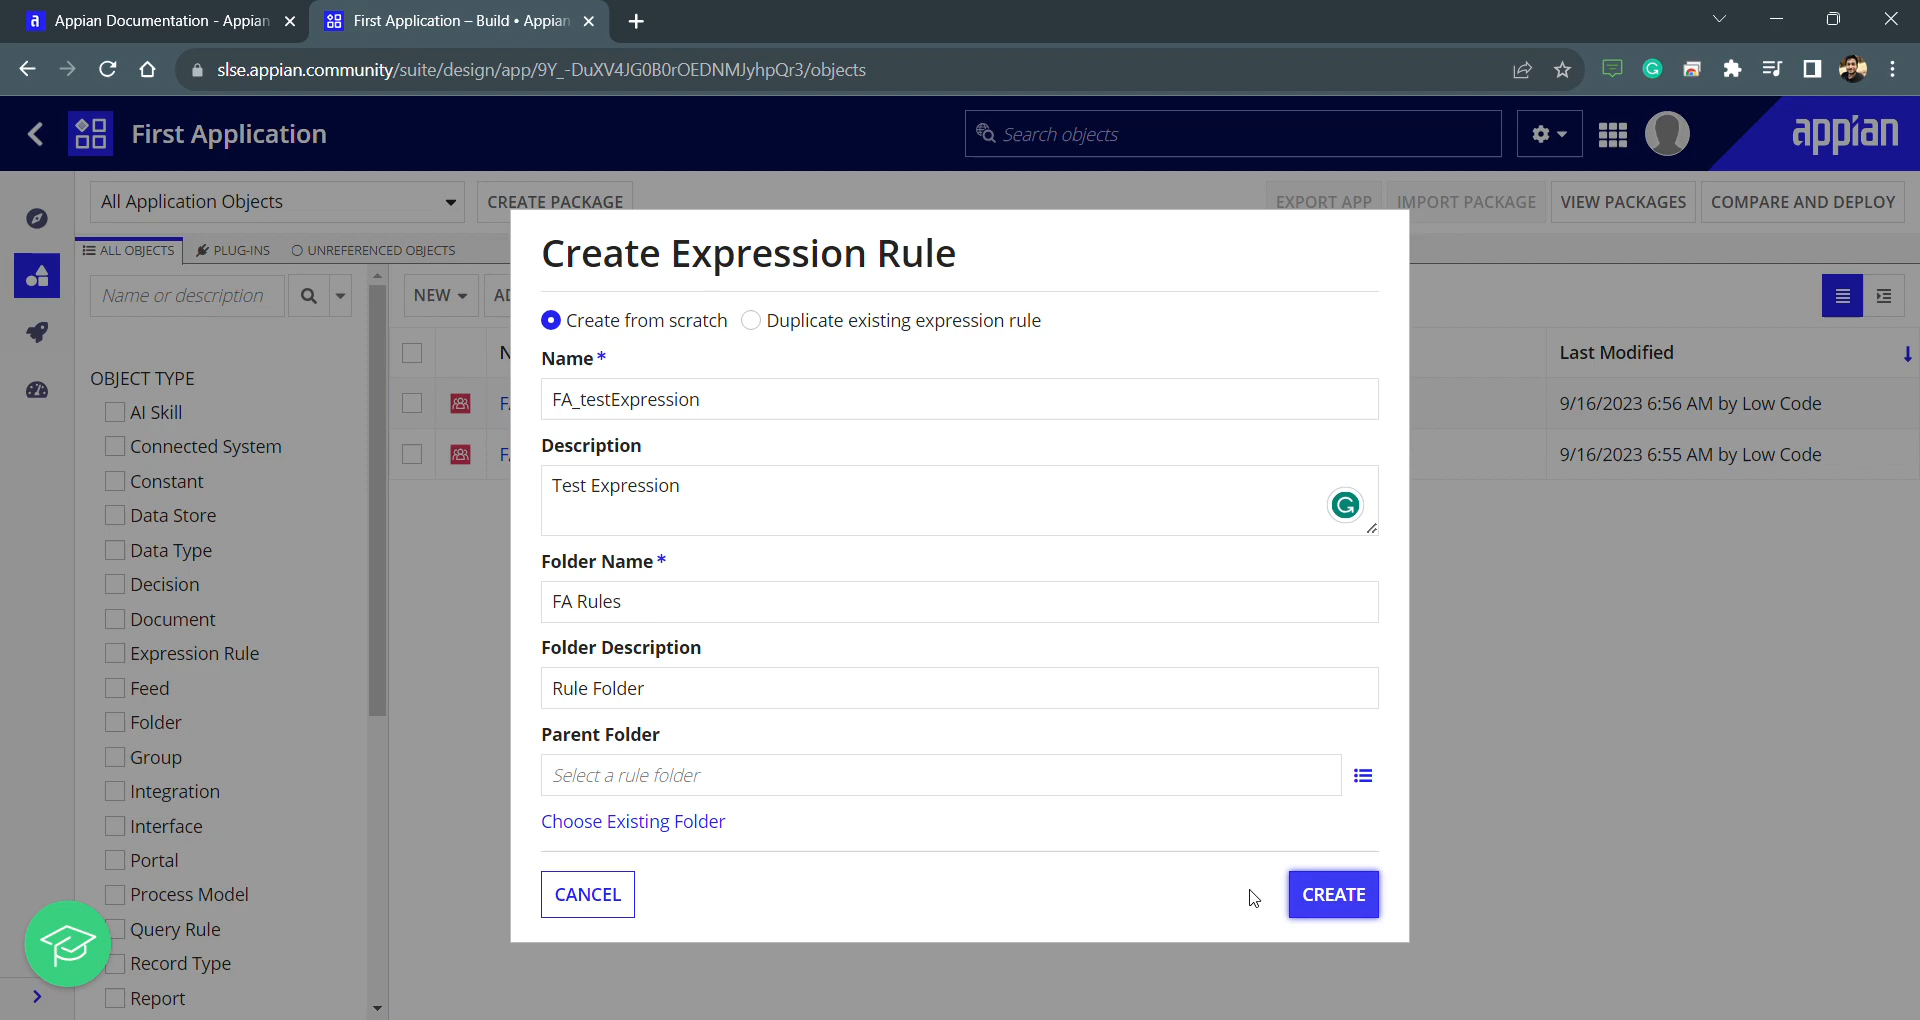 Appian Documentation - Appian
First Application – Build • Appian
slse.appian.community/suite/design/app/9Y_-DuXV4JG0B0rOEDNMJyhpQr3/objects
First Application
Search objects
appian
All Application Objects
CREATE PACKAGE
EXPORT APP
IMPORT PACKAGE
VIEW PACKAGES
COMPARE AND DEPLOY
ALL OBJECTS
PLUG-INS
UNREFERENCED OBJECTS
Name or description
NEW
Last Modified
9/16/2023 6:56 AM by Low Code
9/16/2023 6:55 AM by Low Code
OBJECT TYPE
AI Skill
Connected System
Constant
Data Store
Data Type
Decision
Document
Expression Rule
Feed
Folder
Group
Integration
Interface
Portal
Process Model
Query Rule
Record Type
Report
Create Expression Rule
Create from scratch
Duplicate existing expression rule
Name*
FA_testExpression
Description
Test Expression
Folder Name*
FA Rules
Folder Description
Rule Folder
Parent Folder
Select a rule folder
Choose Existing Folder
CANCEL
CREATE